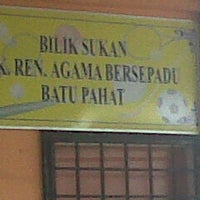 BILIK SUKAN
K. REN. AGAMA BERSEPADU
BATU PAHAT